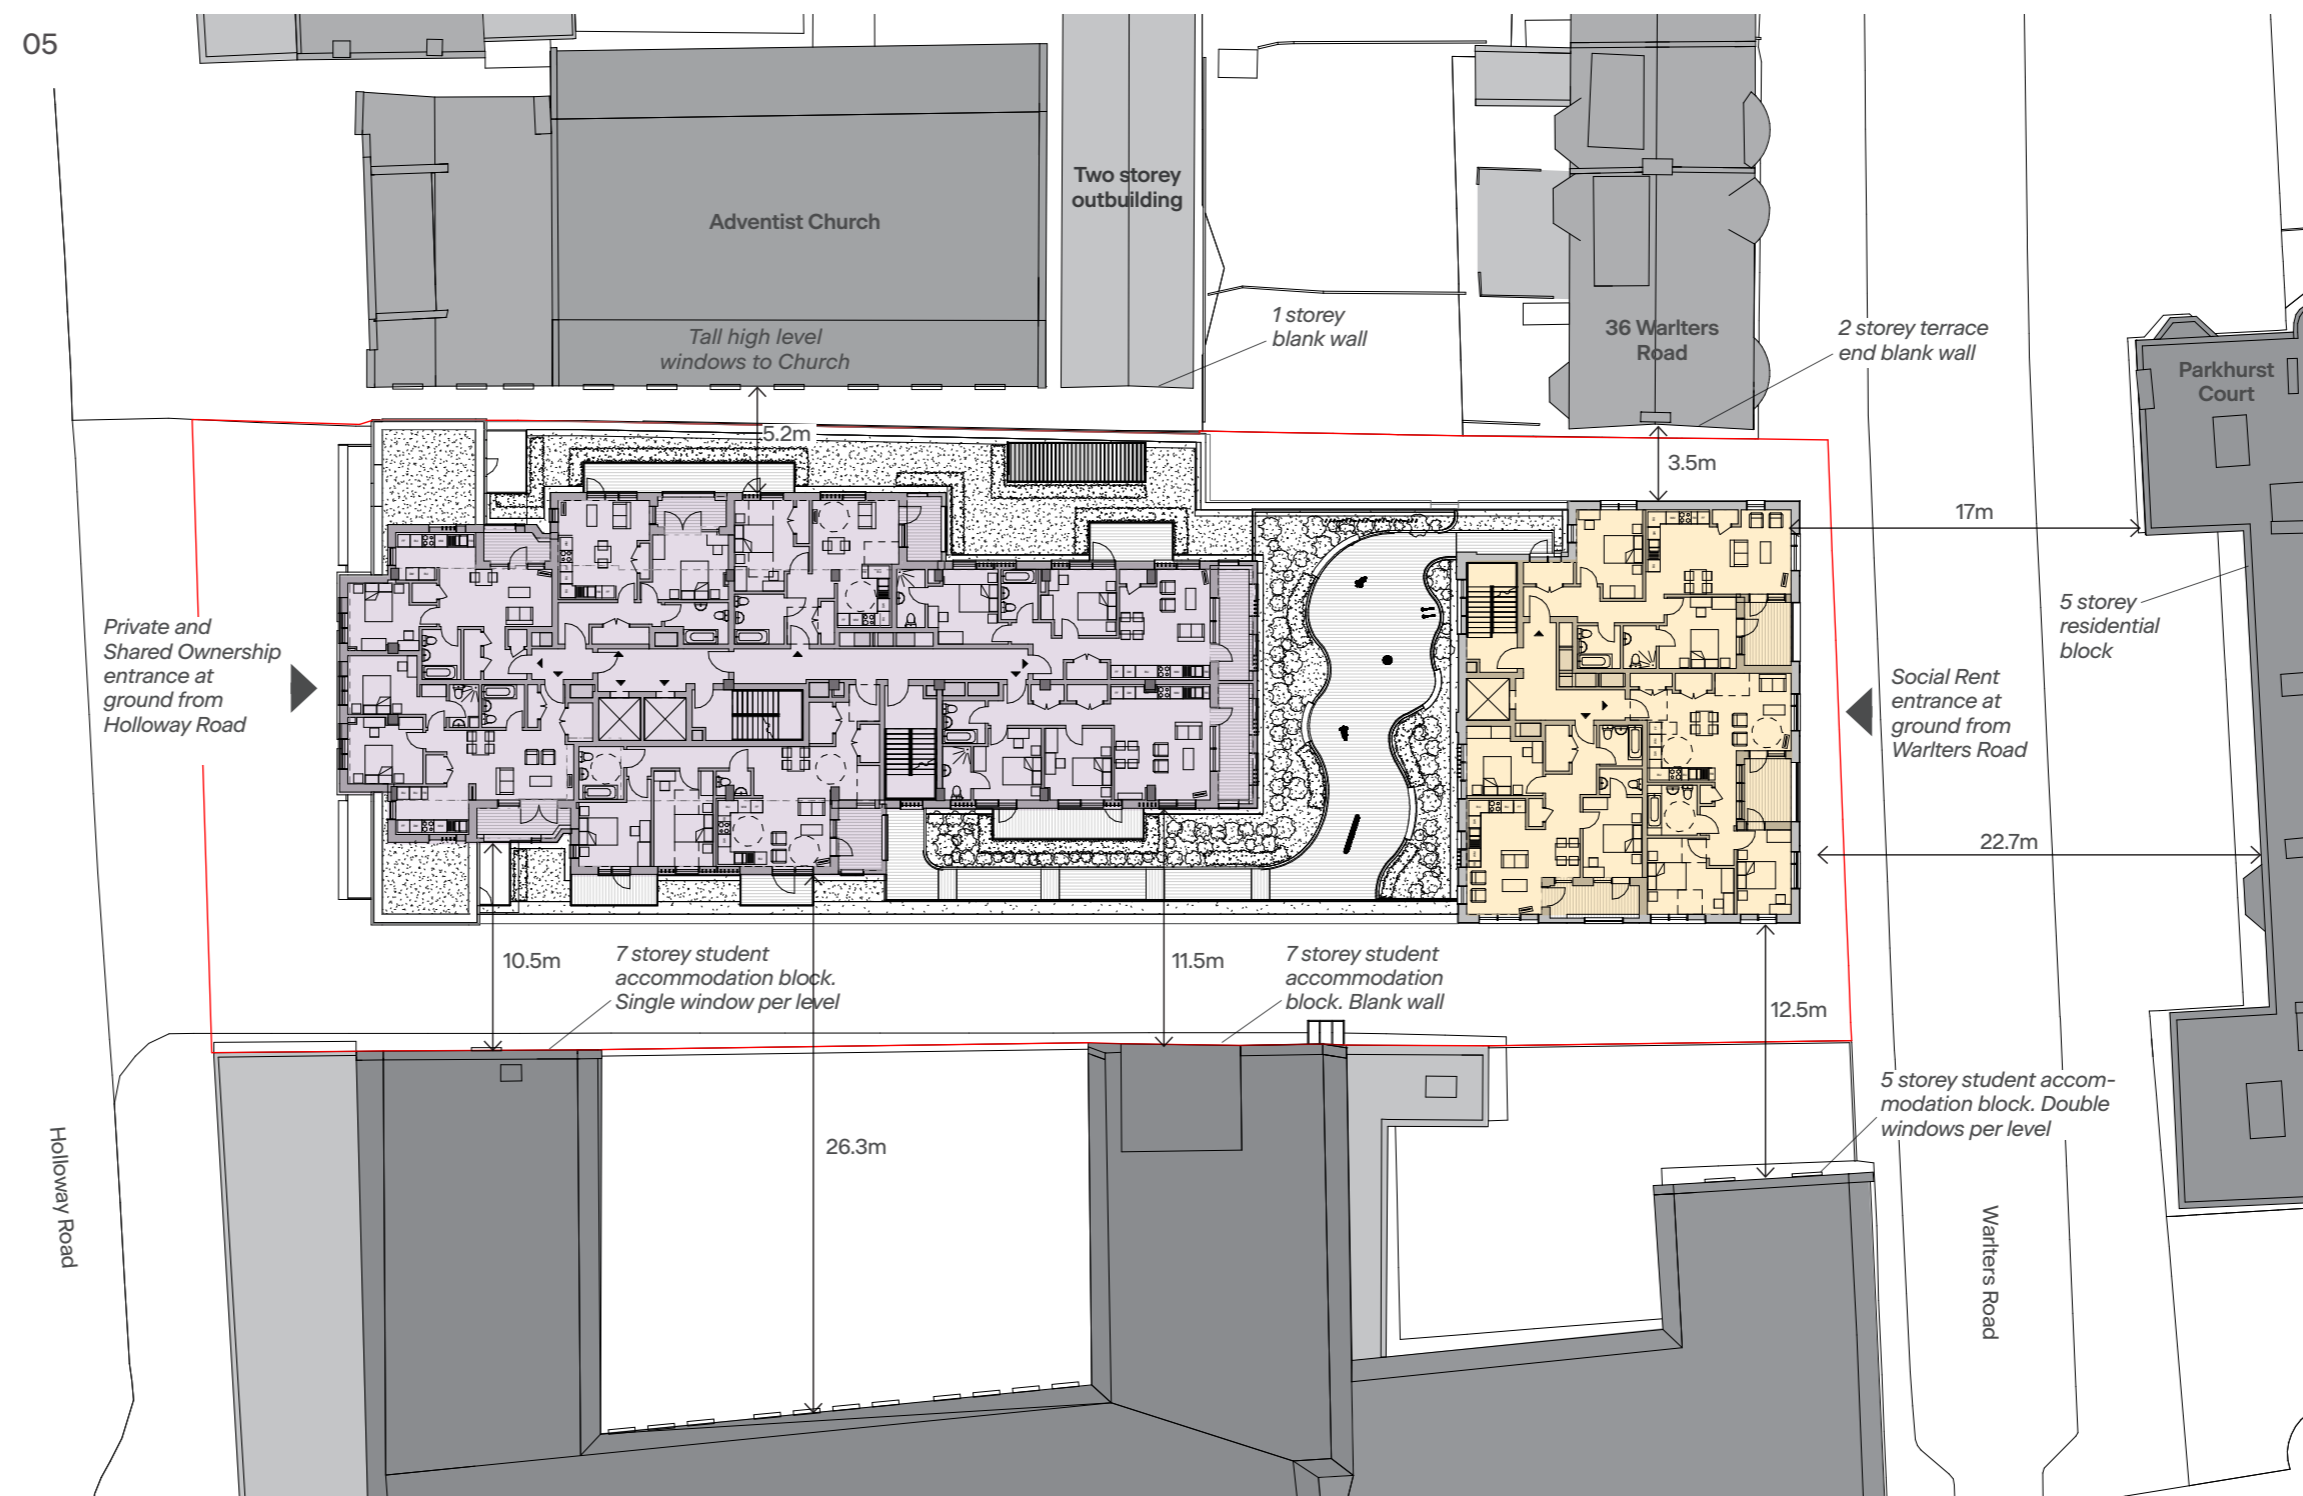 05
Adventist Church
Two storey
outbuilding
Tall high level
windows to Church
1 storey
blank wall
36 Warlters
Road
2 storey terrace
end blank wall
Parkhurst
Court
5.2m
3.5m
17m
5 storey
residential
block
Private and
Shared Ownership
entrance at
ground from
Holloway Road
Social Rent
entrance at
ground from
Warlters Road
22.7m
10.5m
7 storey student
accommodation block.
Single window per level
11.5m
7 storey student
accommodation
block. Blank wall
12.5m
5 storey student accom-
modation block. Double
windows per level
26.3m
Holloway Road
Warlters Road